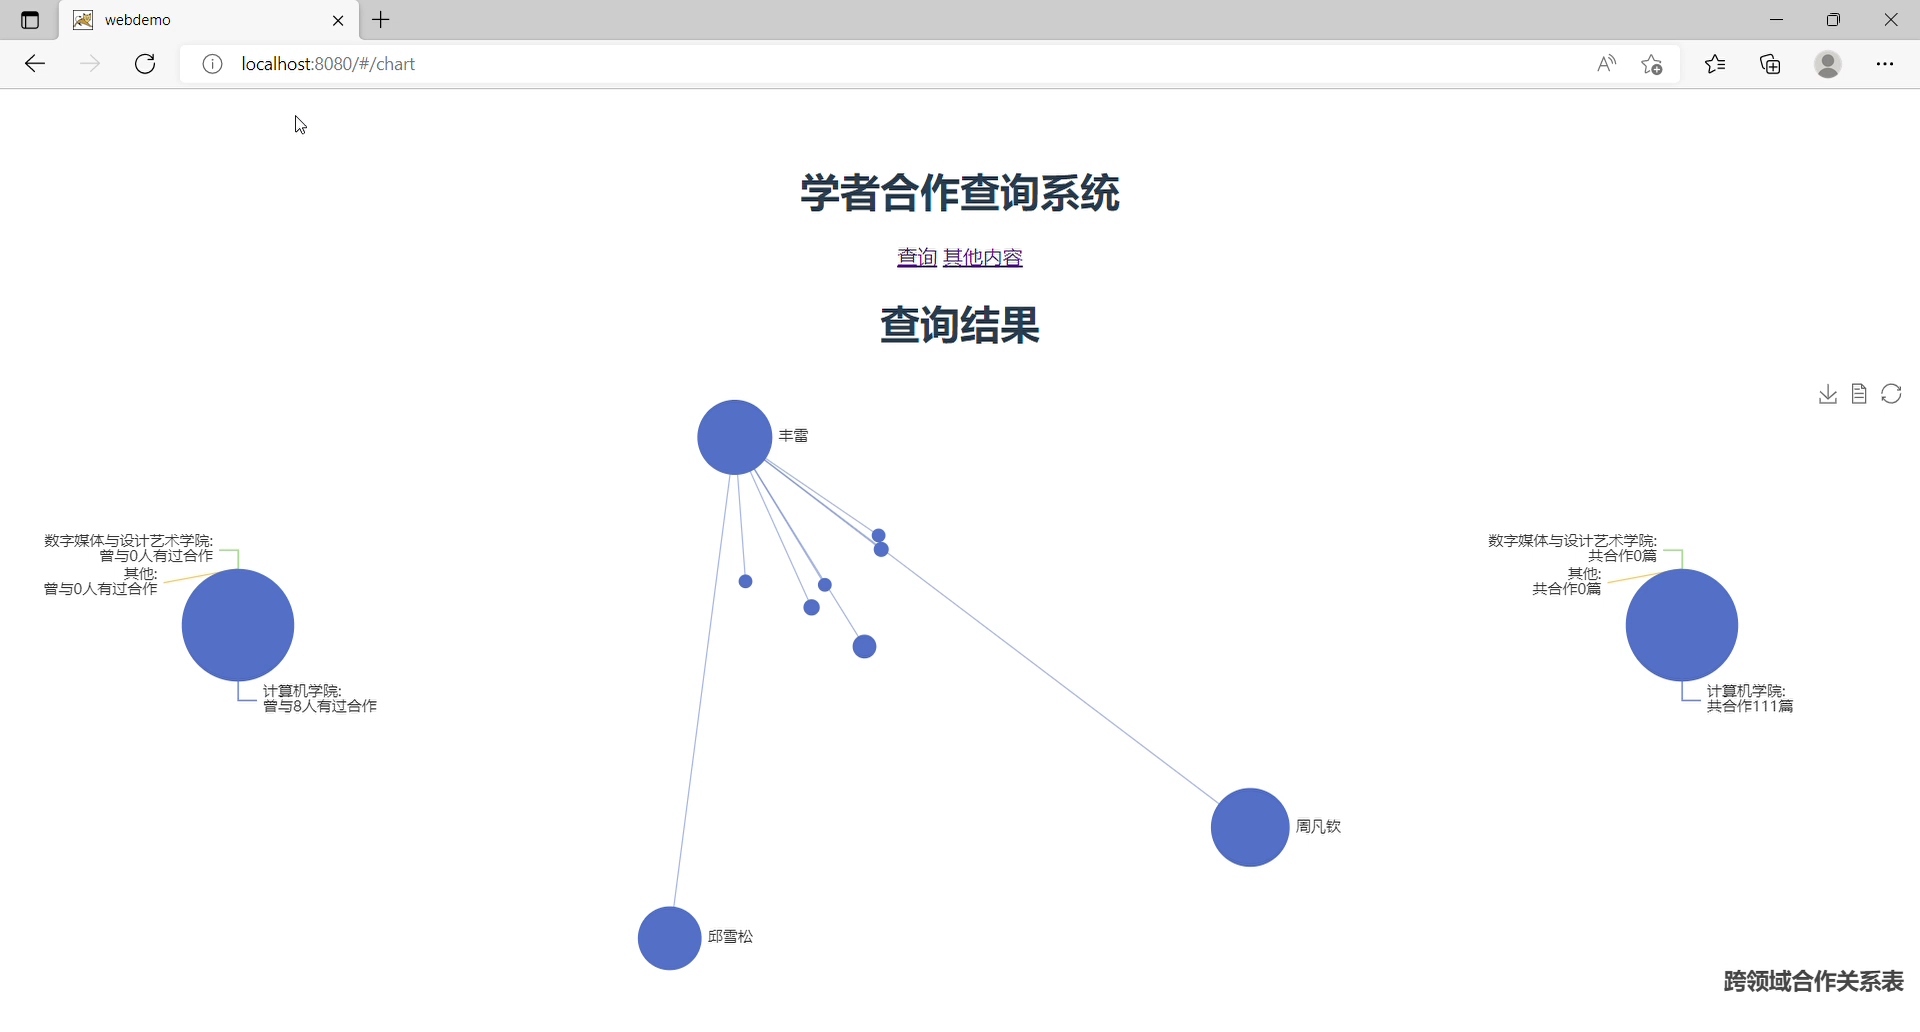 webdemo
localhost:8080/#/chart
学者合作查询系统
查询 其他内容
查询结果
丰雷
数字媒体与设计艺术学院:
曾与0人有过合作
其他:
曾与0人有过合作
计算机学院:
曾与8人有过合作
数字媒体与设计艺术学院:
共合作0篇
其他:
共合作0篇
计算机学院:
共合作111篇
周凡钦
邱雪松
跨领域合作关系表